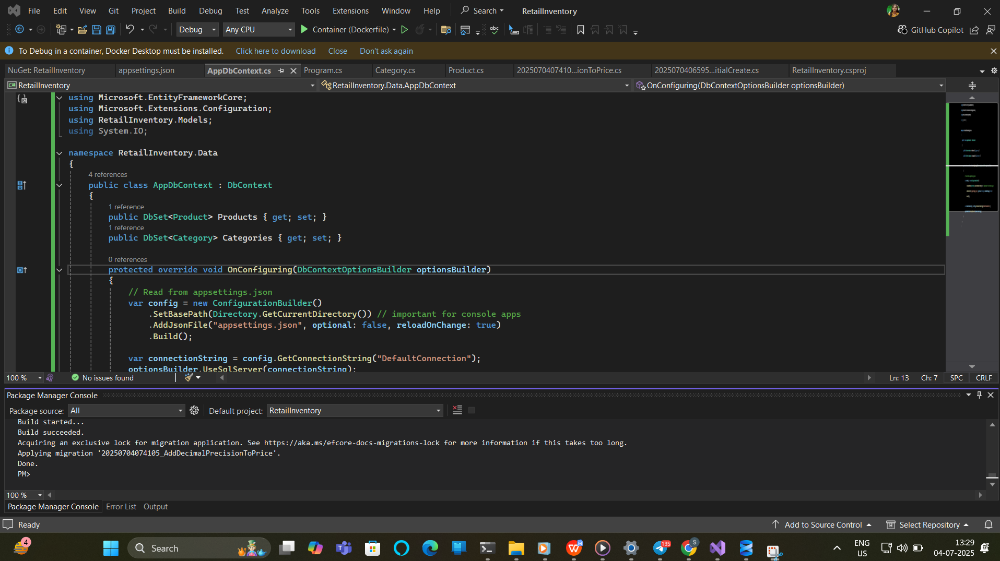 File Edit View Git Project Build Debug Test Analyze Tools Extensions Window Help Search RetailInventory
Debug Any CPU Container (Dockerfile) abc GitHub Copilot
To Debug in a container, Docker Desktop must be installed. Click here to download Close Don't ask again
NuGet: RetailInventory appsettings.json AppDbContext.cs Program.cs Category.cs Product.cs 2025070407410...ionToPrice.cs 2025070406595...itialCreate.cs RetailInventory.csproj
C# RetailInventory RetailInventory.Data.AppDbContext OnConfiguring(DbContextOptionsBuilder optionsBuilder)
using Microsoft.EntityFrameworkCore;
using Microsoft.Extensions.Configuration;
using RetailInventory.Models;
using System.IO;
namespace RetailInventory.Data
{
4 references
public class AppDbContext : DbContext
{
1 reference
public DbSet<Product> Products { get; set; }
1 reference
public DbSet<Category> Categories { get; set; }
0 references
protected override void OnConfiguring(DbContextOptionsBuilder optionsBuilder)
{
// Read from appsettings.json
var config = new ConfigurationBuilder()
.SetBasePath(Directory.GetCurrentDirectory()) // important for console apps
.AddJsonFile("appsettings.json", optional: false, reloadOnChange: true)
.Build();
var connectionString = config.GetConnectionString("DefaultConnection");
optionsBuilder.UseSqlServer(connectionString);
100 % No issues found Ln: 13 Ch: 7 SPC CRLF
Package Manager Console
Package source: All Default project: RetailInventory
Build started...
Build succeeded.
Acquiring an exclusive lock for migration application. See https://aka.ms/efcore-docs-migrations-lock for more information if this takes too long.
Applying migration '20250704074105_AddDecimalPrecisionToPrice'.
Done.
PM>
100 %
Package Manager Console Error List Output
Ready Add to Source Control Select Repository
4 Search 135 S ENG
US
13:29
04-07-2025